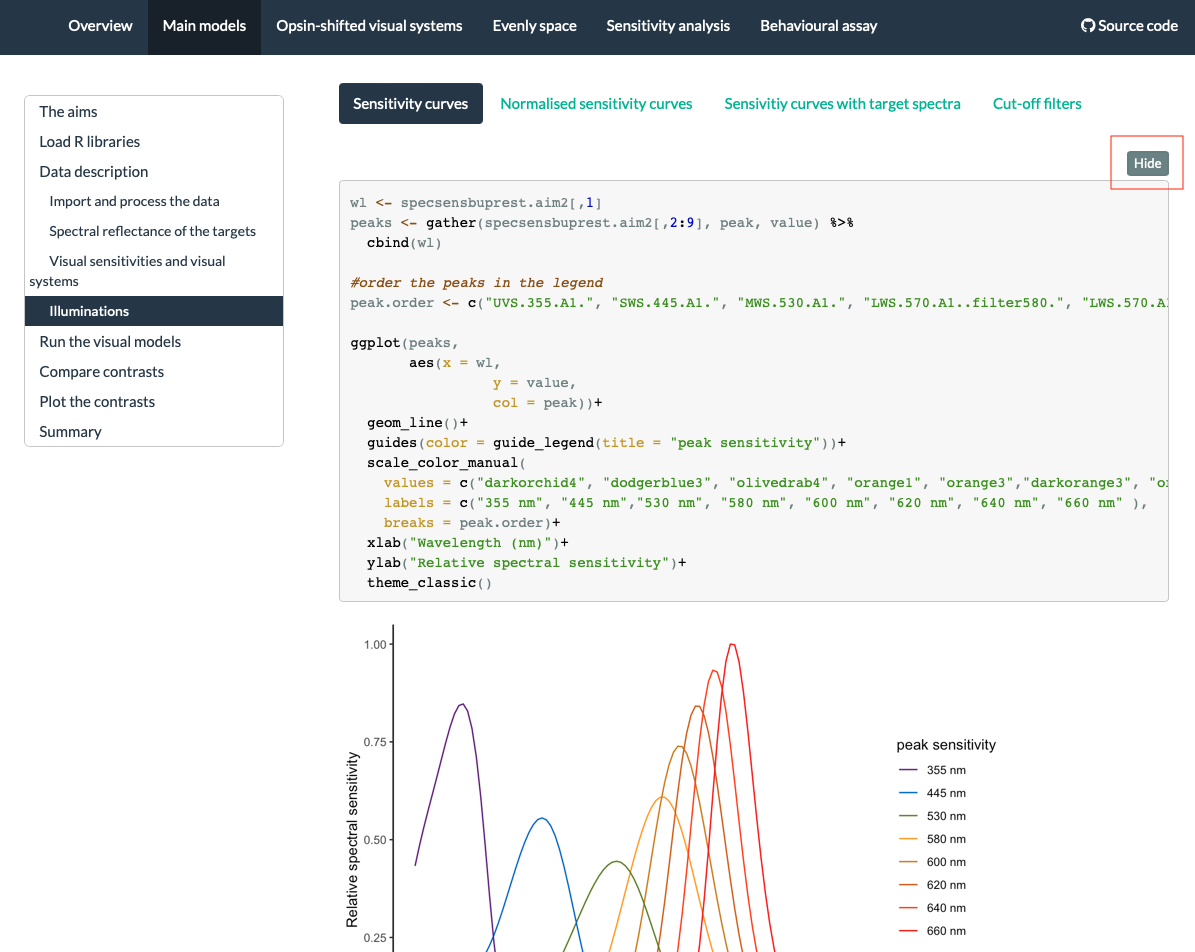 Overview Main models Opsin-shifted visual systems Evenly space Sensitivity analysis Behavioural assay Source code
The aims
Load R libraries
Data description
Import and process the data
Spectral reflectance of the targets
Visual sensitivities and visual
systems
Illuminations
Run the visual models
Compare contrasts
Plot the contrasts
Summary
Sensitivity curves Normalised sensitivity curves Sensivitiy curves with target spectra Cut-off filters
Hide
wl <- specsensbuprest.aim2[,1]
peaks <- gather(specsensbuprest.aim2[,2:9], peak, value) %>%
  cbind(wl)
#order the peaks in the legend
peak.order <- c("UVS.355.A1.", "SWS.445.A1.", "MWS.530.A1.", "LWS.570.A1..filter580.", "LWS.570.A1
ggplot(peaks,
       aes(x = wl,
                 y = value,
                 col = peak))+
  geom_line()+
  guides(color = guide_legend(title = "peak sensitivity"))+
  scale_color_manual(
    values = c("darkorchid4", "dodgerblue3", "olivedrab4", "orange1", "orange3","darkorange3", "or
    labels = c("355 nm", "445 nm","530 nm", "580 nm", "600 nm", "620 nm", "640 nm", "660 nm" ),
    breaks = peak.order)+
  xlab("Wavelength (nm)")+
  ylab("Relative spectral sensitivity")+
  theme_classic()
1.00
0.75
0.50
0.25
Relative spectral sensitivity
peak sensitivity
355 nm
445 nm
530 nm
580 nm
600 nm
620 nm
640 nm
660 nm